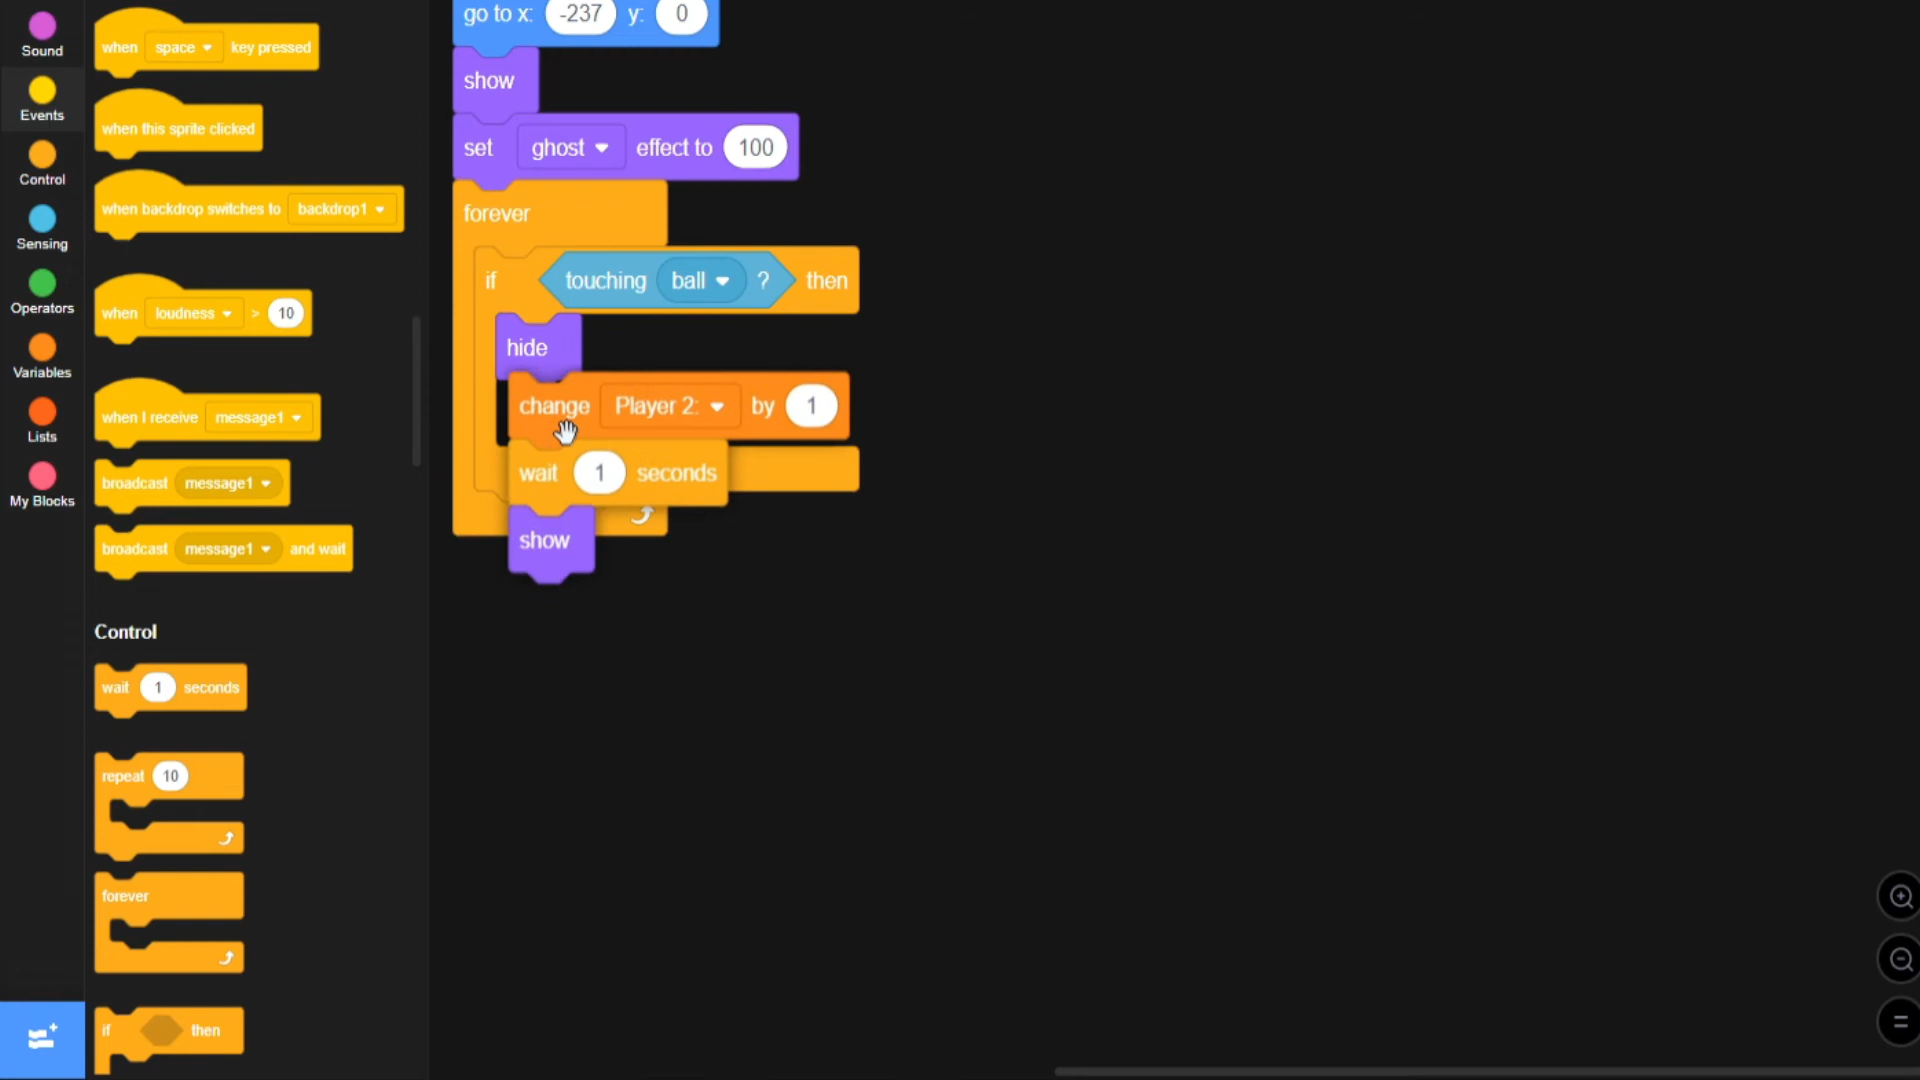 Sound
Events
Control
Sensing
Operators
Variables
Lists
My Blocks
when space key pressed
when this sprite clicked
when backdrop switches to backdrop1
when loudness > 10
when I receive message1
broadcast message1
broadcast message1 and wait
Control
wait 1 seconds
repeat 10
forever
if then
go to x: -237 y: 0
show
set ghost effect to 100
forever
if touching ball ? then
hide
change Player 2: by 1
wait 1 seconds
show